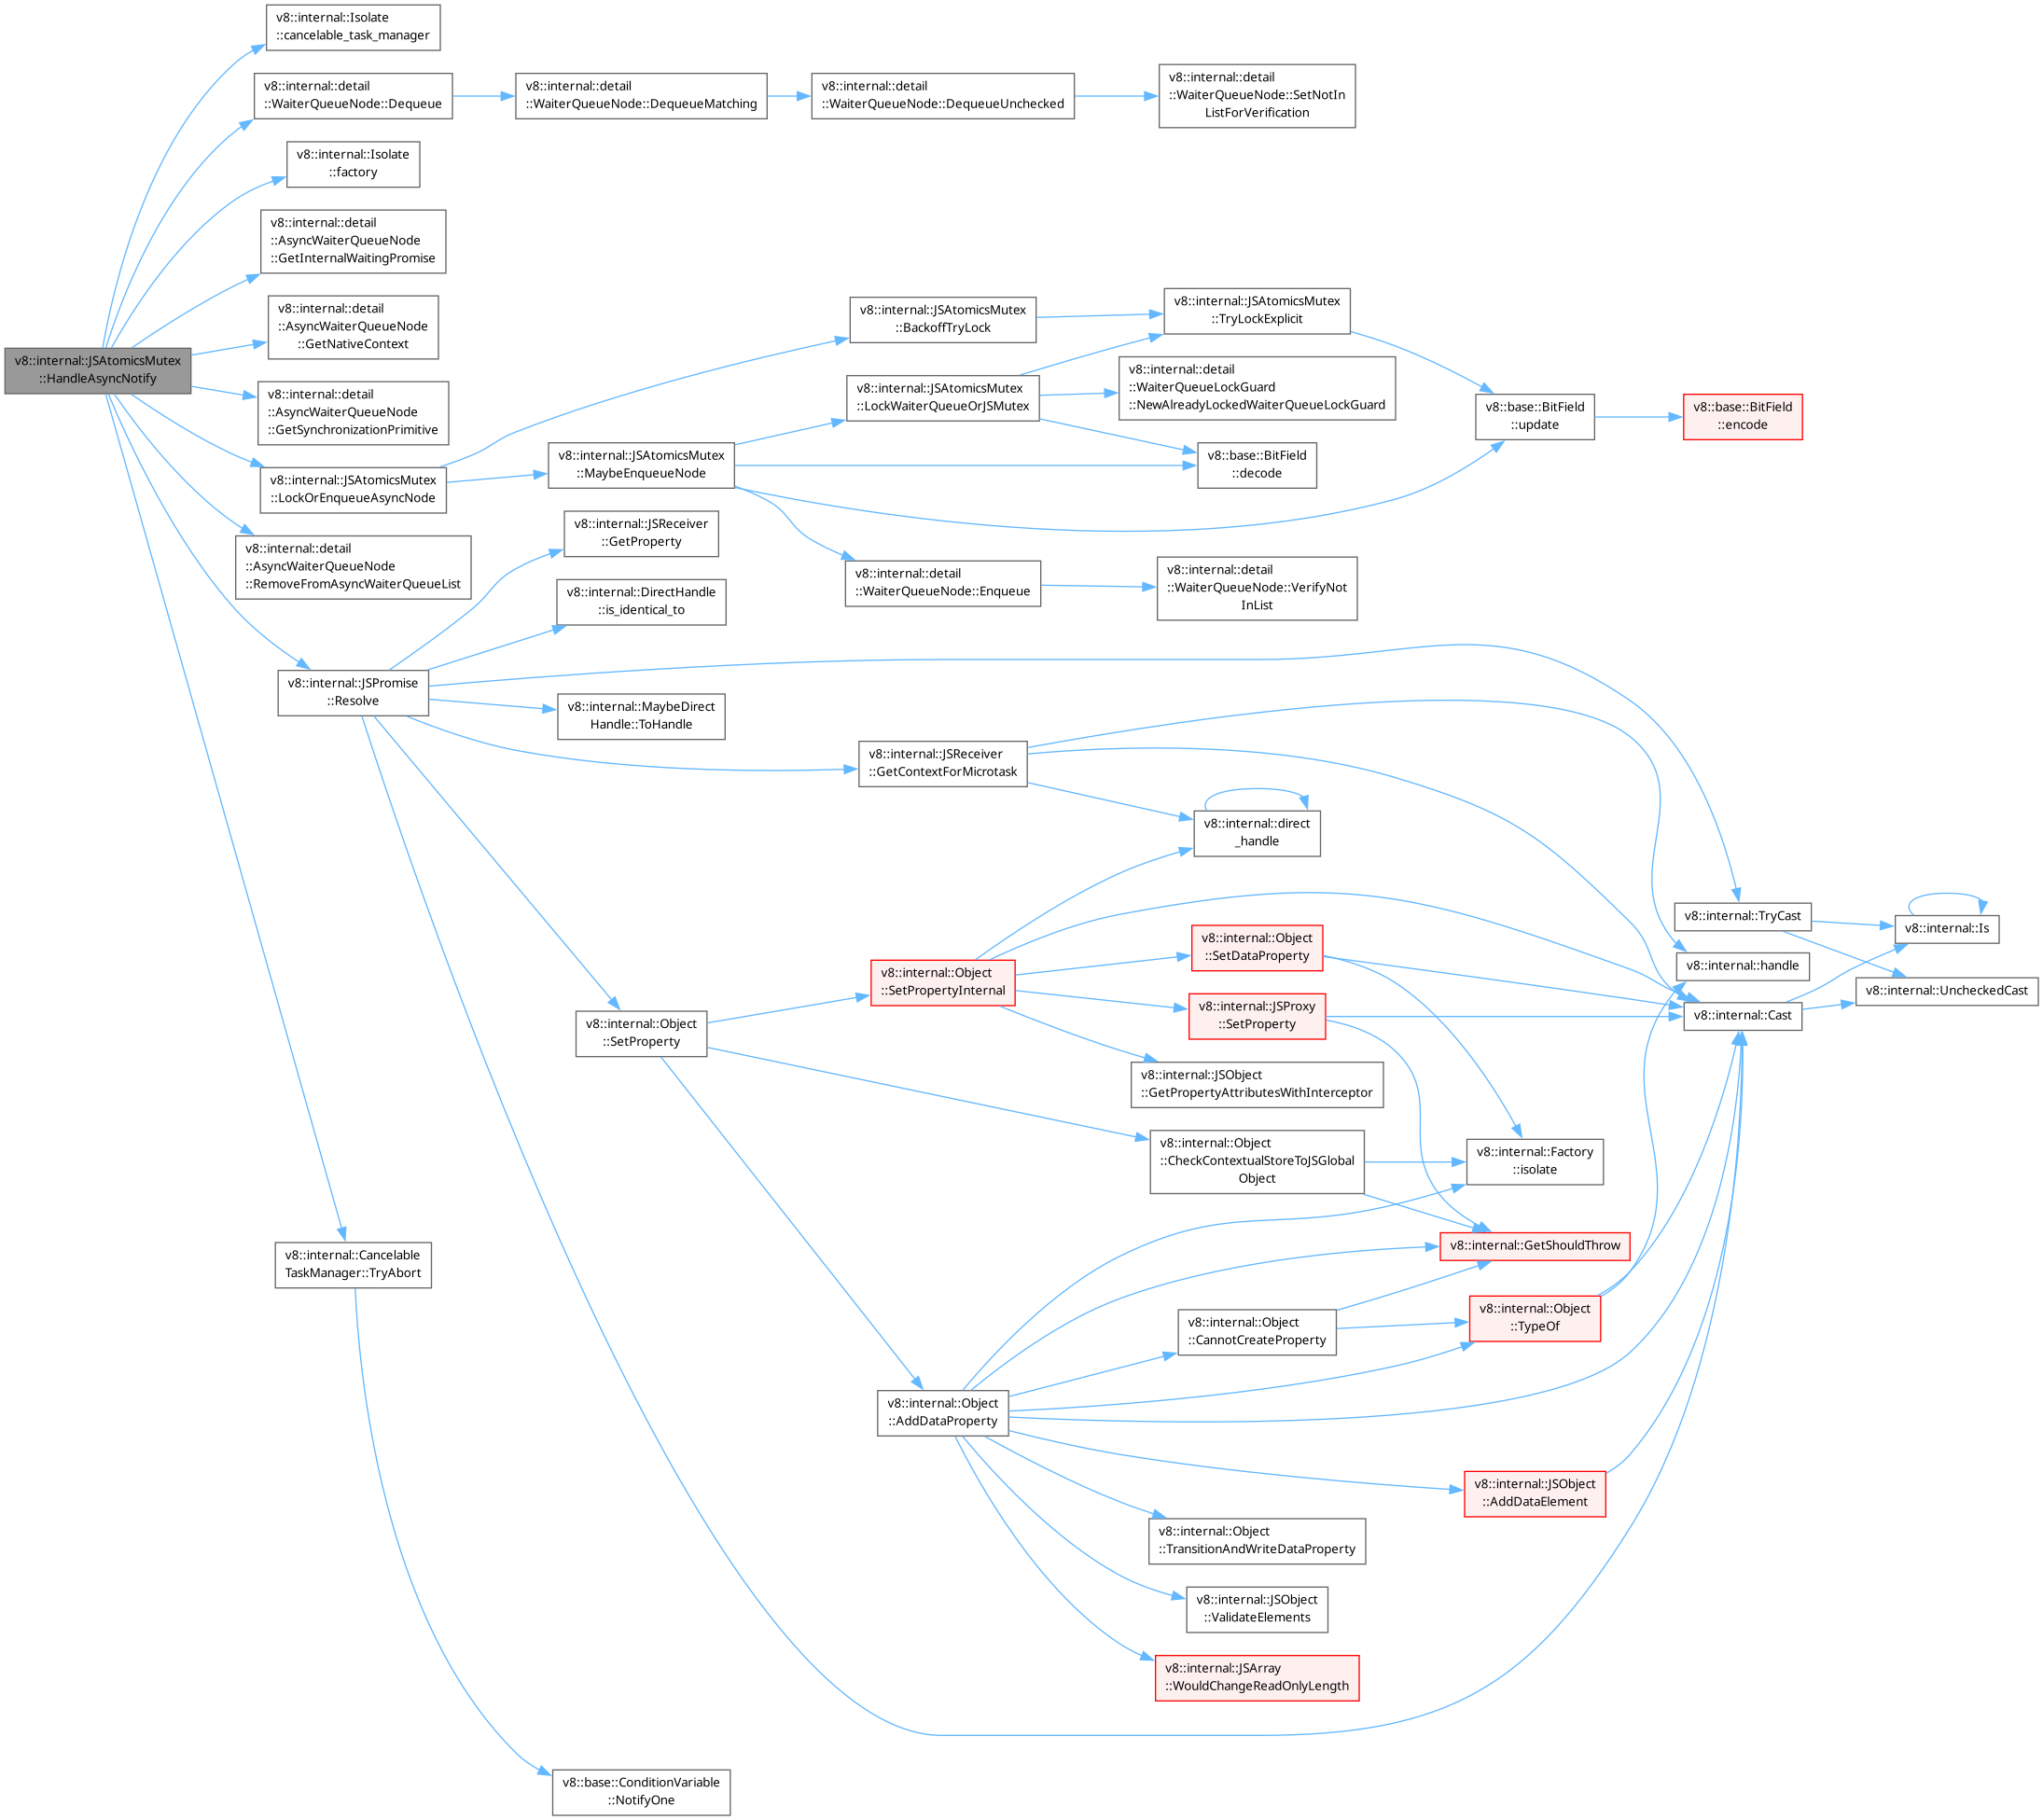 v8::internal::JSAtomicsMutex
::HandleAsyncNotify
v8::internal::Isolate
::cancelable_task_manager
v8::internal::detail
::WaiterQueueNode::Dequeue
v8::internal::detail
::WaiterQueueNode::DequeueMatching
v8::internal::detail
::WaiterQueueNode::DequeueUnchecked
v8::internal::detail
::WaiterQueueNode::SetNotIn
ListForVerification
v8::internal::Isolate
::factory
v8::internal::detail
::AsyncWaiterQueueNode
::GetInternalWaitingPromise
v8::internal::detail
::AsyncWaiterQueueNode
::GetNativeContext
v8::internal::detail
::AsyncWaiterQueueNode
::GetSynchronizationPrimitive
v8::internal::JSAtomicsMutex
::LockOrEnqueueAsyncNode
v8::internal::JSAtomicsMutex
::BackoffTryLock
v8::internal::JSAtomicsMutex
::TryLockExplicit
v8::internal::JSAtomicsMutex
::MaybeEnqueueNode
v8::internal::JSAtomicsMutex
::LockWaiterQueueOrJSMutex
v8::internal::detail
::WaiterQueueLockGuard
::NewAlreadyLockedWaiterQueueLockGuard
v8::base::BitField
::decode
v8::base::BitField
::update
v8::base::BitField
::encode
v8::internal::detail
::WaiterQueueNode::Enqueue
v8::internal::detail
::WaiterQueueNode::VerifyNot
InList
v8::internal::detail
::AsyncWaiterQueueNode
::RemoveFromAsyncWaiterQueueList
v8::internal::JSPromise
::Resolve
v8::internal::JSReceiver
::GetProperty
v8::internal::DirectHandle
::is_identical_to
v8::internal::MaybeDirect
Handle::ToHandle
v8::internal::JSReceiver
::GetContextForMicrotask
v8::internal::direct
_handle
v8::internal::TryCast
v8::internal::handle
v8::internal::Cast
v8::internal::Is
v8::internal::UncheckedCast
v8::internal::Object
::SetProperty
v8::internal::Object
::SetPropertyInternal
v8::internal::Object
::SetDataProperty
v8::internal::JSProxy
::SetProperty
v8::internal::JSObject
::GetPropertyAttributesWithInterceptor
v8::internal::Object
::CheckContextualStoreToJSGlobal
Object
v8::internal::Factory
::isolate
v8::internal::GetShouldThrow
v8::internal::Object
::CannotCreateProperty
v8::internal::Object
::TypeOf
v8::internal::Object
::AddDataProperty
v8::internal::JSObject
::AddDataElement
v8::internal::Object
::TransitionAndWriteDataProperty
v8::internal::JSObject
::ValidateElements
v8::internal::JSArray
::WouldChangeReadOnlyLength
v8::internal::Cancelable
TaskManager::TryAbort
v8::base::ConditionVariable
::NotifyOne